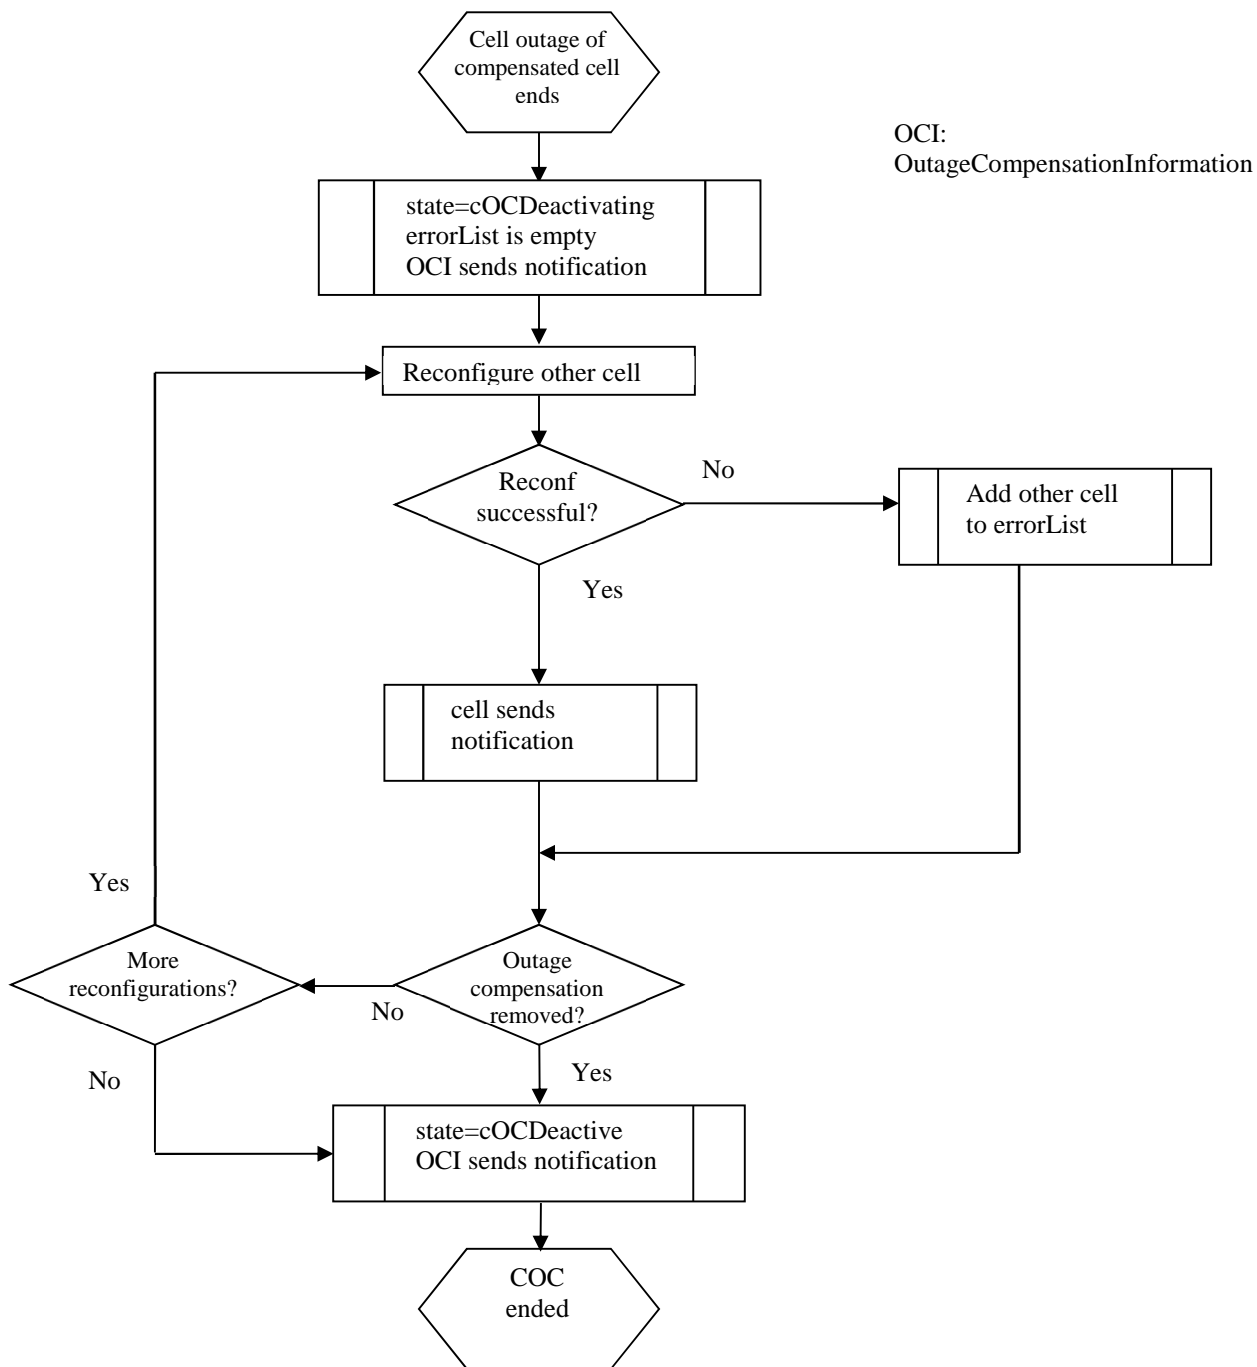 Cell outage of
compensated cell
ends
OCI:
OutageCompensationInformation
state=cOCDeactivating
errorList is empty
OCI sends notification
Reconfigure other cell
Reconf
successful?
No
Add other cell
to errorList
Yes
cell sends
notification
Yes
More
reconfigurations?
No
Outage
compensation
removed?
No
Yes
state=cOCDeactive
OCI sends notification
COC
ended